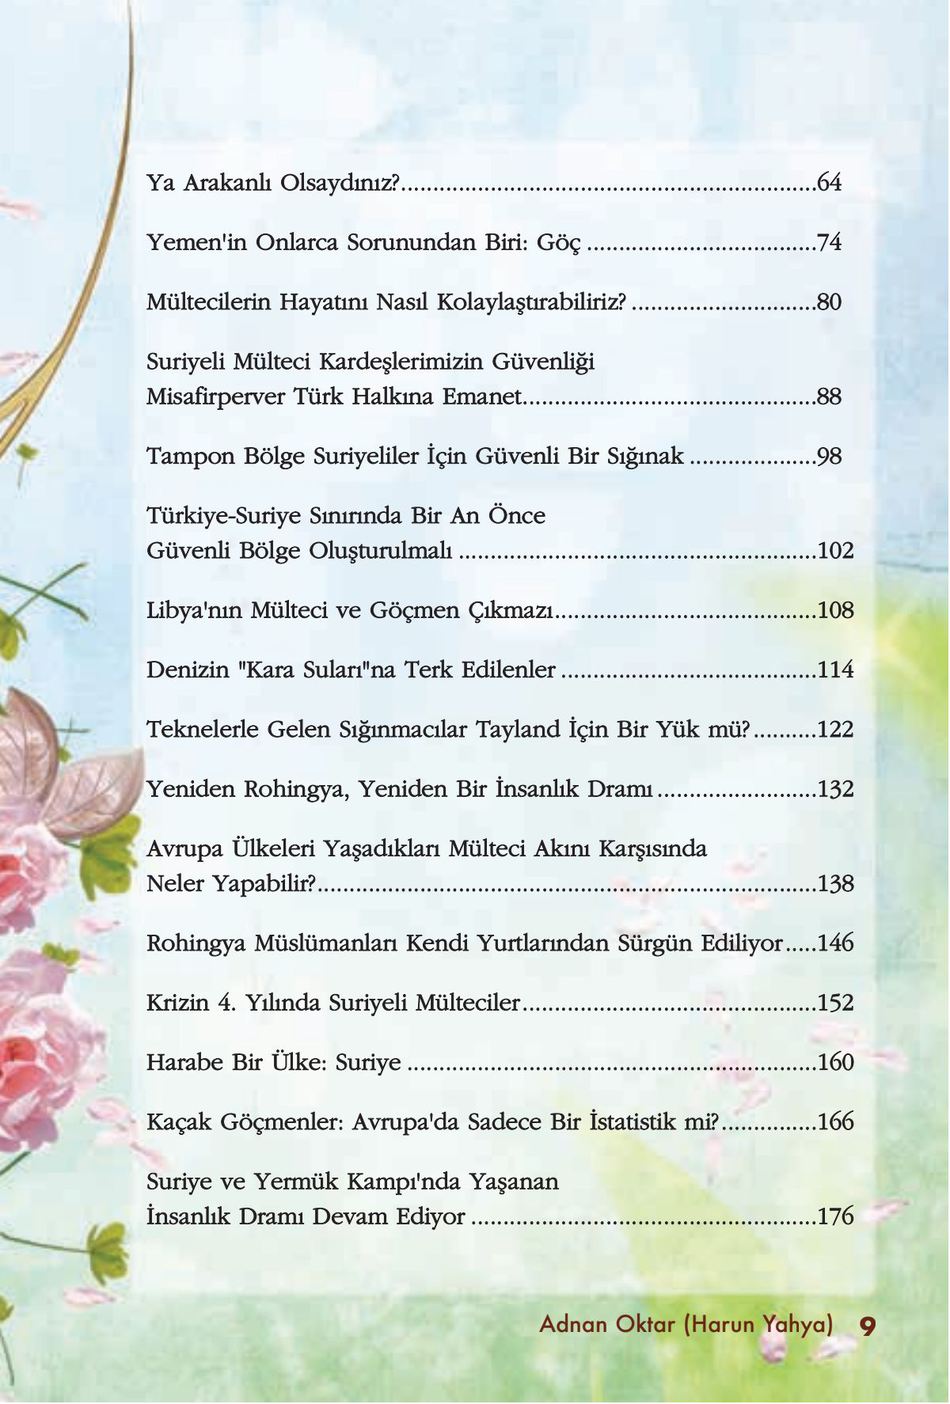 Ya Arakanlı Olsaydınız?.................................................................64
Yemen'in Onlarca Sorunundan Biri: Göç ....................................74
Mültecilerin Hayatını Nasıl Kolaylaştırabiliriz? .............................80
Suriyeli Mülteci Kardeşlerimizin Güvenliği
Misafirperver Türk Halkına Emanet..............................................88
Tampon Bölge Suriyeliler İçin Güvenli Bir Sığınak ....................98
Türkiye-Suriye Sınırında Bir An Önce
Güvenli Bölge Oluşturulmalı ........................................................102
Libya'nın Mülteci ve Göçmen Çıkmazı.........................................108
Denizin "Kara Suları"na Terk Edilenler ........................................114
Teknelerle Gelen Sığınmacılar Tayland İçin Bir Yük mü? ..........122
Yeniden Rohingya, Yeniden Bir İnsanlık Dramı .........................132
Avrupa Ülkeleri Yaşadıkları Mülteci Akını Karşısında
Neler Yapabilir?..............................................................................138
Rohingya Müslümanları Kendi Yurtlarından Sürgün Ediliyor.....146
Krizin 4. Yılında Suriyeli Mülteciler..............................................152
Harabe Bir Ülke: Suriye ................................................................160
Kaçak Göçmenler: Avrupa'da Sadece Bir İstatistik mi?...............166
Suriye ve Yermük Kampı'nda Yaşanan
İnsanlık Dramı Devam Ediyor ......................................................176
Adnan Oktar (Harun Yahya) 9